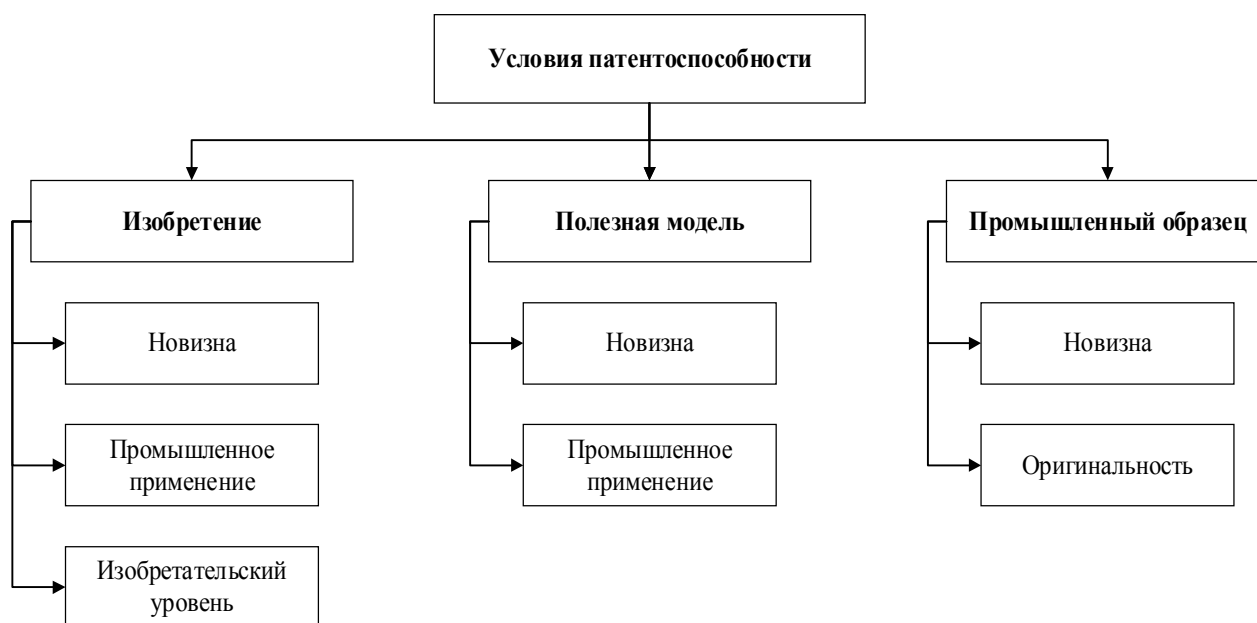 Условия патентоспособности
Изобретение
Полезная модель
Промышленный образец
Новизна
Новизна
Новизна
Промышленное
применение
Промышленное
применение
Оригинальность
Изобретательский
уровень